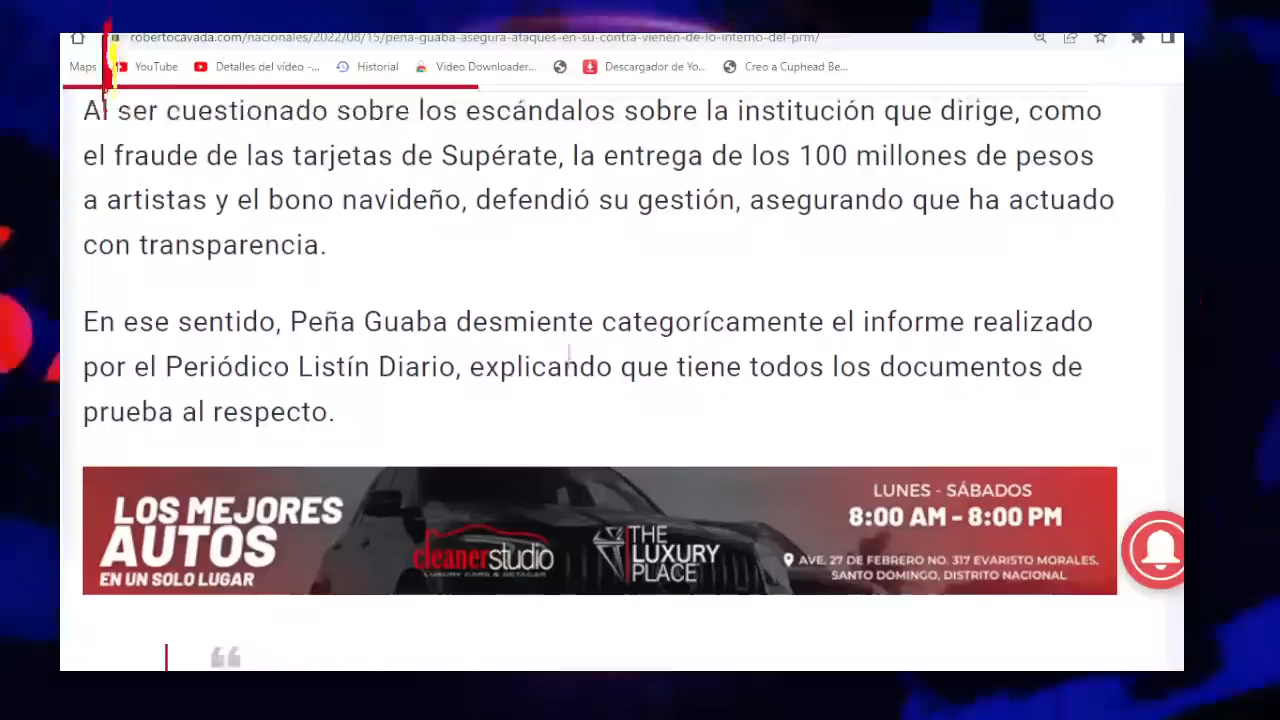 robertocavada.com/nacionales/2022/08/15/pena-guaba-asegura-ataques-en-su-contra-vienen-de-lo-interno-del-prm/
Maps YouTube Detalles del vídeo -... Historial Video Downloader... Descargador de Yo... Creo a Cuphead Be...
Al ser cuestionado sobre los escándalos sobre la institución que dirige, como
el fraude de las tarjetas de Supérate, la entrega de los 100 millones de pesos
a artistas y el bono navideño, defendió su gestión, asegurando que ha actuado
con transparencia.
En ese sentido, Peña Guaba desmiente categorícamente el informe realizado
por el Periódico Listín Diario, explicando que tiene todos los documentos de
prueba al respecto.
LOS MEJORES
AUTOS
EN UN SOLO LUGAR
cleanerstudio
LUXURY CARS & DETAILER
THE
LUXURY
PLACE
LUNES - SÁBADOS
8:00 AM - 8:00 PM
AVE. 27 DE FEBRERO NO. 317 EVARISTO MORALES,
SANTO DOMINGO, DISTRITO NACIONAL
❝